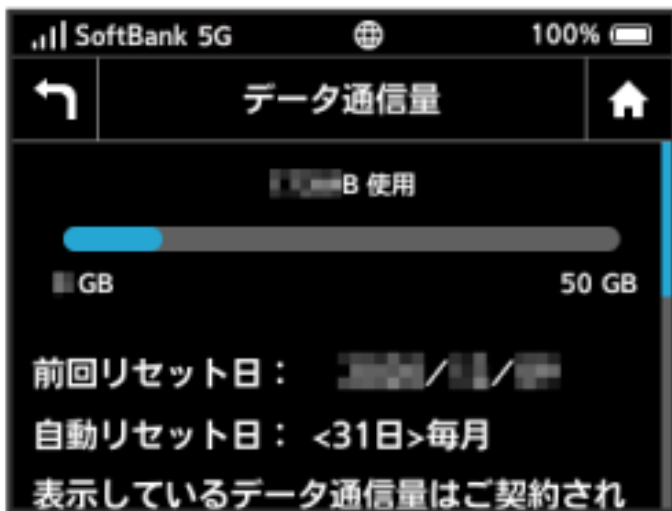 SoftBank 5G 100%
データ通信量
B 使用
GB 50 GB
前回リセット日： / /
自動リセット日： <31日>毎月
表示しているデータ通信量はご契約され